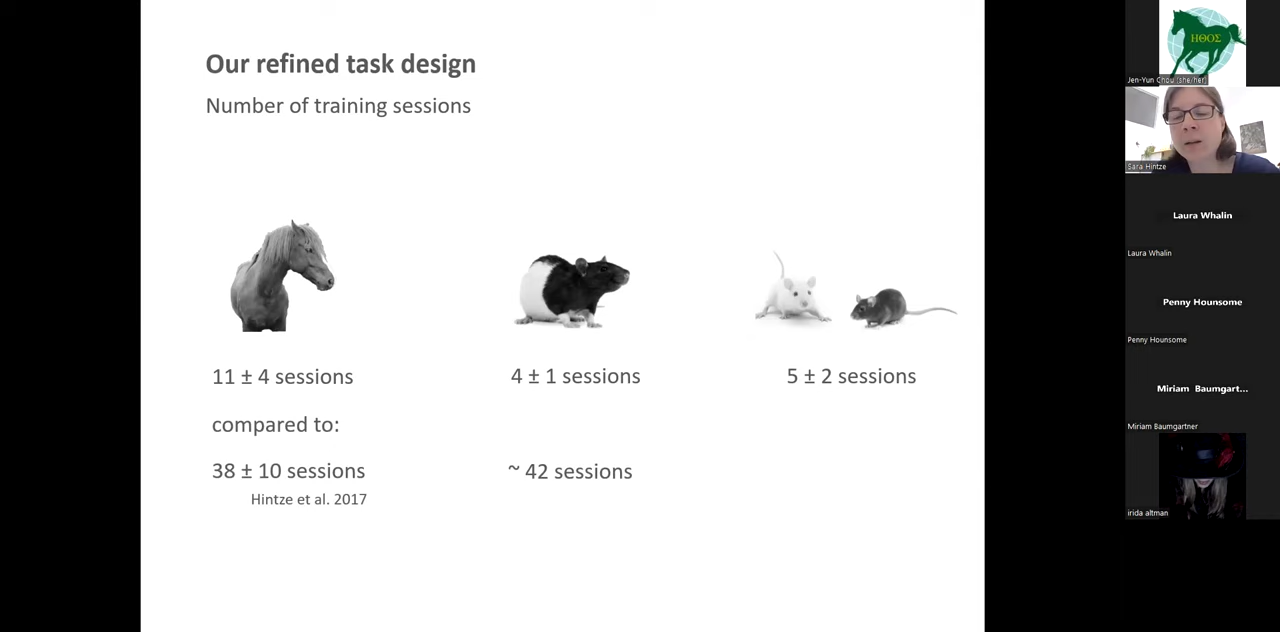 Our refined task design
Number of training sessions
11 ± 4 sessions
4 ± 1 sessions
5 ± 2 sessions
compared to:
38 ± 10 sessions
~ 42 sessions
Hintze et al. 2017
ΗΘΟΣ
Jen-Yun Chou (she/her)
Sara Hintze
Laura Whalin
Laura Whalin
Penny Hounsome
Penny Hounsome
Miriam Baumgart...
Miriam Baumgartner
irida altman